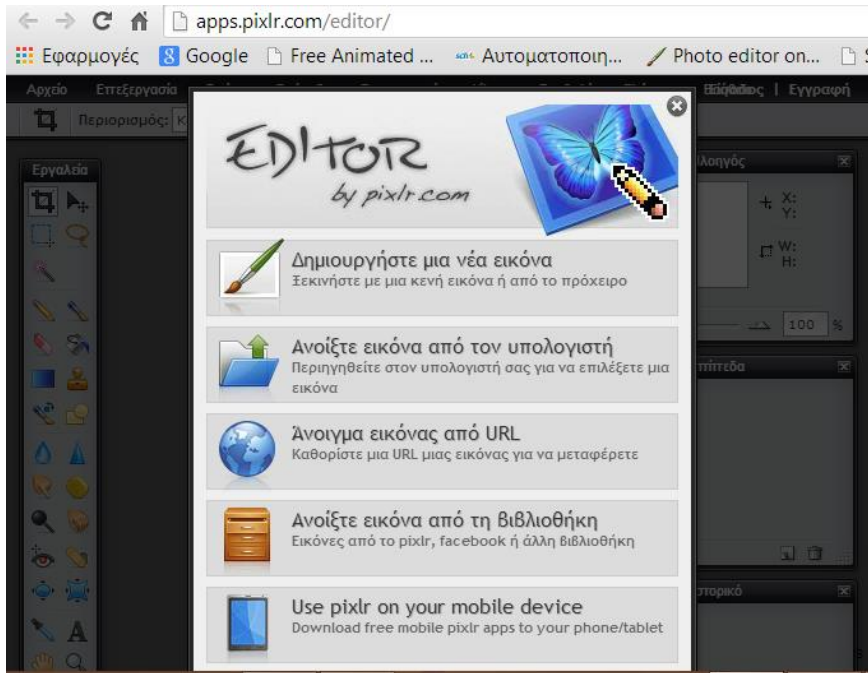 apps.pixlr.com/editor/
Εφαρμογές Google Free Animated ... Αυτοματοποιη... Photo editor on...
Αρχείο Επεξεργασία | Εγγραφή
Περιορισμός:
EDITOR
by pixlr.com
Εργαλεία
X:
Y:
W:
H:
100 %
Δημιουργήστε μια νέα εικόνα
Ξεκινήστε με μια κενή εικόνα ή από το πρόχειρο
Ανοίξτε εικόνα από τον υπολογιστή
Περιηγηθείτε στον υπολογιστή σας για να επιλέξετε μια
εικόνα
Άνοιγμα εικόνας από URL
Καθορίστε μια URL μιας εικόνας για να μεταφέρετε
Ανοίξτε εικόνα από τη βιβλιοθήκη
Εικόνες από το pixlr, facebook ή άλλη βιβλιοθήκη
Use pixlr on your mobile device
Download free mobile pixlr apps to your phone/tablet